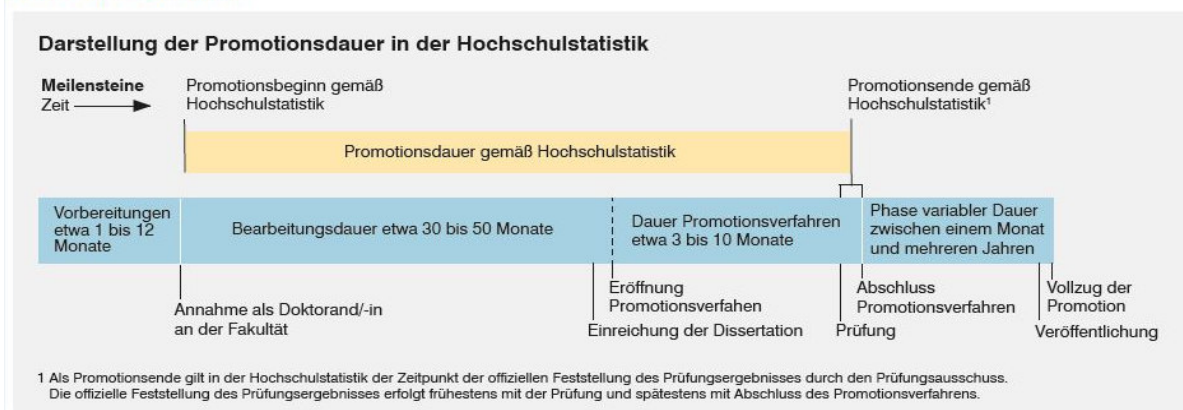 Darstellung der Promotionsdauer in der Hochschulstatistik
Meilensteine
Zeit
Promotionsbeginn gemäß
Hochschulstatistik
Promotionsende gemäß
Hochschulstatistik¹
Promotionsdauer gemäß Hochschulstatistik
Vorbereitungen
etwa 1 bis 12
Monate
Bearbeitungsdauer etwa 30 bis 50 Monate
Dauer Promotionsverfahren
etwa 3 bis 10 Monate
Phase variabler Dauer
zwischen einem Monat
und mehreren Jahren
Annahme als Doktorand/-in
an der Fakultät
Eröffnung
Promotionsverfahen
Einreichung der Dissertation
Abschluss
Promotionsverfahren
Prüfung
Vollzug der
Promotion
Veröffentlichung
1 Als Promotionsende gilt in der Hochschulstatistik der Zeitpunkt der offiziellen Feststellung des Prüfungsergebnisses durch den Prüfungsausschuss.
Die offizielle Feststellung des Prüfungsergebnisses erfolgt frühestens mit der Prüfung und spätestens mit Abschluss des Promotionsverfahrens.